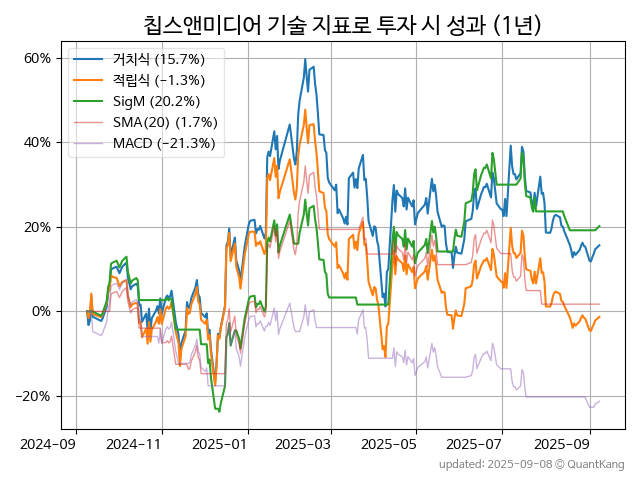 칩스앤미디어 기술 지표로 투자 시 성과 (1년)
60%
40%
20%
0%
−20%
거치식 (15.7%)
적립식 (−1.3%)
SigM (20.2%)
SMA(20) (1.7%)
MACD (−21.3%)
2024-09
2024-11
2025-01
2025-03
2025-05
2025-07
2025-09
updated: 2025-09-08 © QuantKang